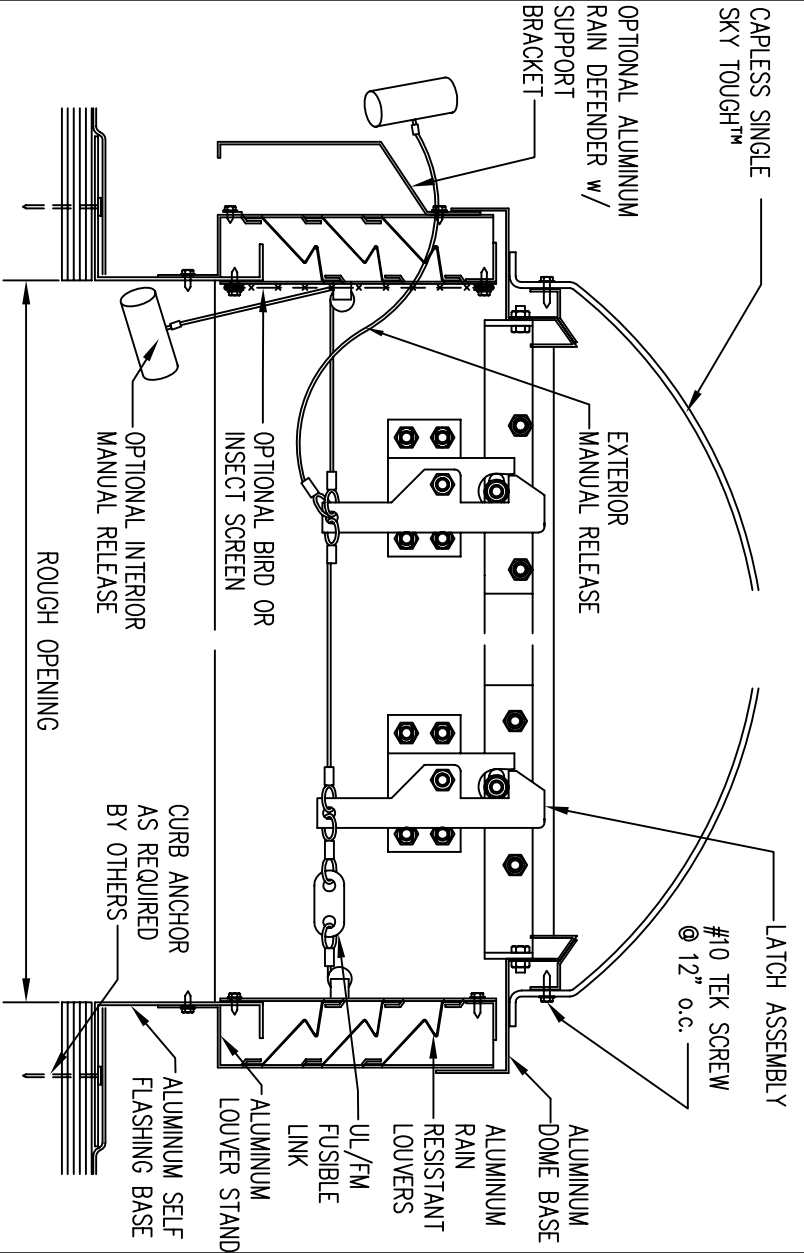 CAPLESS SINGLE
SKY TOUGH™
OPTIONAL ALUMINUM
RAIN DEFENDER w/
SUPPORT
BRACKET
EXTERIOR
MANUAL RELEASE
OPTIONAL BIRD OR
INSECT SCREEN
OPTIONAL INTERIOR
MANUAL RELEASE
ROUGH OPENING
LATCH ASSEMBLY
#10 TEK SCREW
@ 12" o.c.
ALUMINUM
DOME BASE
ALUMINUM
RAIN
RESISTANT
LOUVERS
UL/FM
FUSIBLE
LINK
ALUMINUM
LOUVER STAND
ALUMINUM SELF
FLASHING BASE
CURB ANCHOR
AS REQUIRED
BY OTHERS